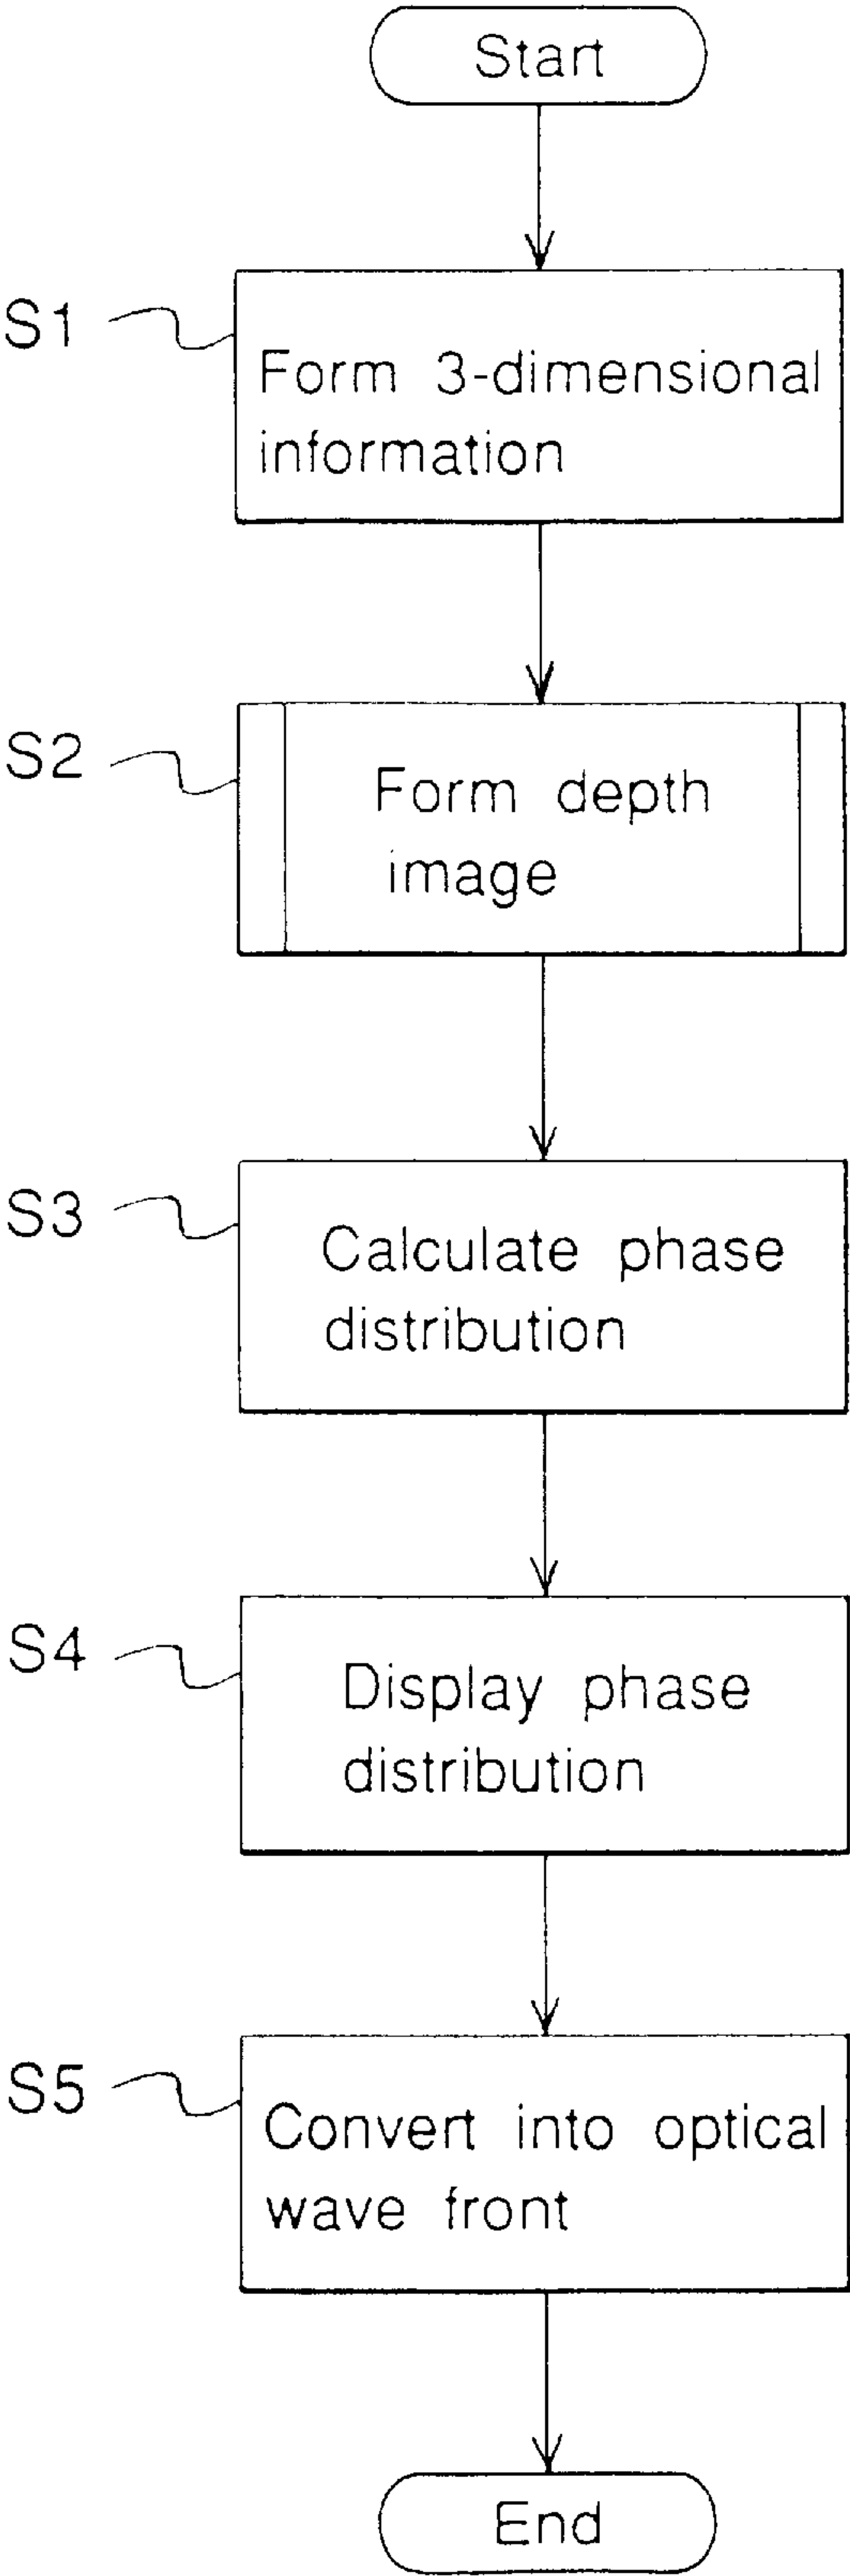 Start
S1
Form 3-dimensional
information
S2
Form depth
image
S3
Calculate phase
distribution
S4
Display phase
distribution
S5
Convert into optical
wave front
End